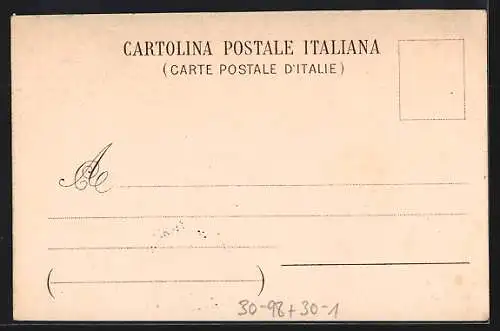 CARTOLINA POSTALE ITALIANA
(CARTE POSTALE D'ITALIE)
A
( )
30-98+30-1